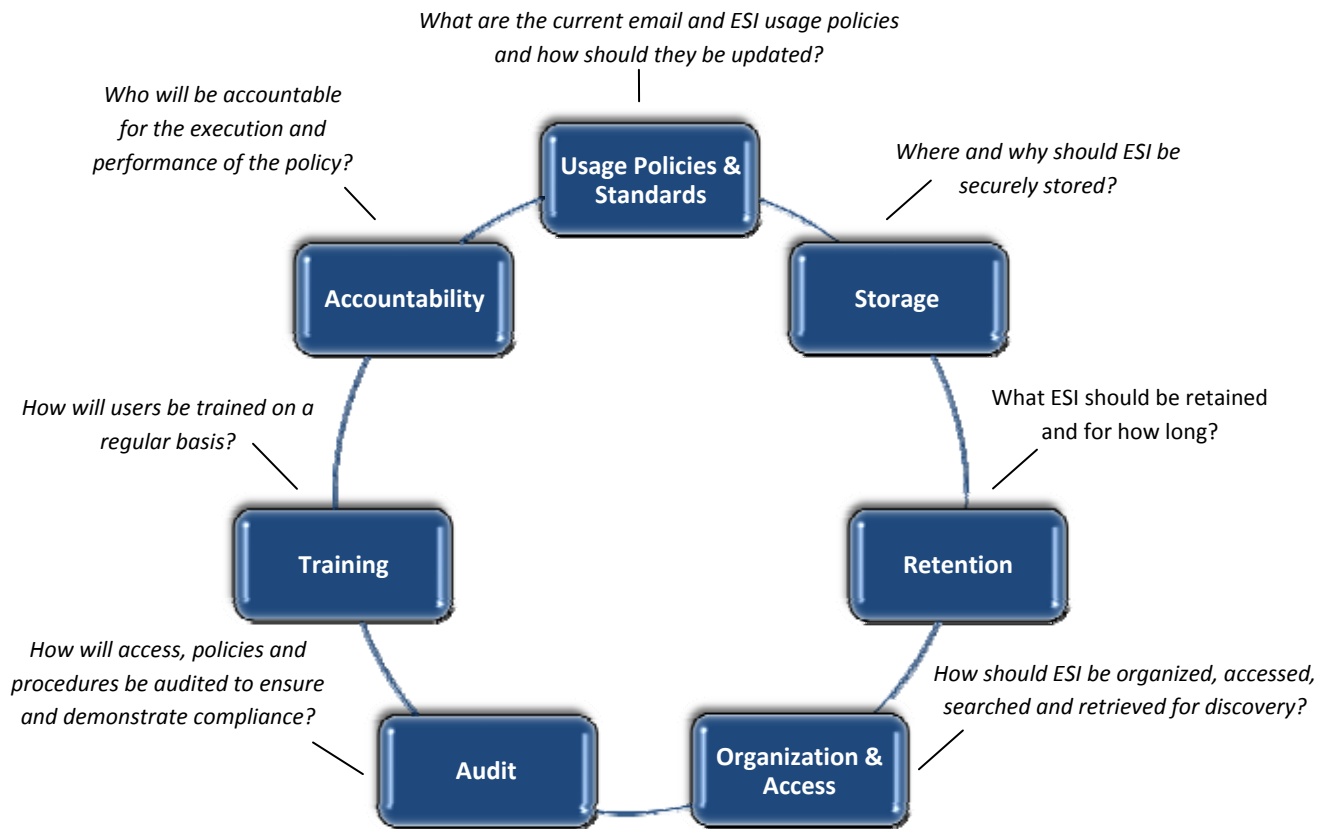 What are the current email and ESI usage policies
and how should they be updated?
Who will be accountable
for the execution and
performance of the policy?
Usage Policies &
Standards
Where and why should ESI be
securely stored?
Accountability
Storage
How will users be trained on a
regular basis?
What ESI should be retained
and for how long?
Training
Retention
How will access, policies and
procedures be audited to ensure
and demonstrate compliance?
How should ESI be organized, accessed,
searched and retrieved for discovery?
Audit
Organization &
Access